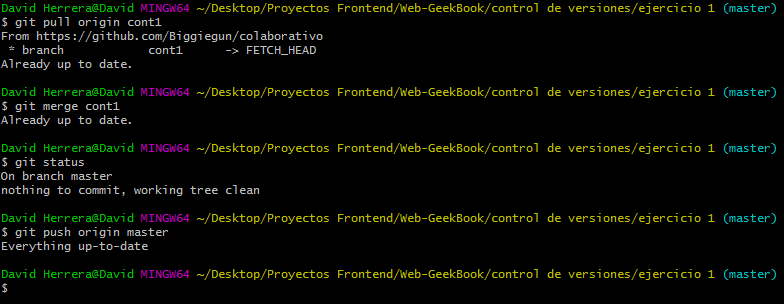 David Herrera@David MINGW64 ~/Desktop/Proyectos Frontend/Web-GeekBook/control de versiones/ejercicio 1 (master)
$ git pull origin cont1
From https://github.com/Biggiegun/colaborativo
 * branch            cont1      -> FETCH_HEAD
Already up to date.
David Herrera@David MINGW64 ~/Desktop/Proyectos Frontend/Web-GeekBook/control de versiones/ejercicio 1 (master)
$ git merge cont1
Already up to date.
David Herrera@David MINGW64 ~/Desktop/Proyectos Frontend/Web-GeekBook/control de versiones/ejercicio 1 (master)
$ git status
On branch master
nothing to commit, working tree clean
David Herrera@David MINGW64 ~/Desktop/Proyectos Frontend/Web-GeekBook/control de versiones/ejercicio 1 (master)
$ git push origin master
Everything up-to-date
David Herrera@David MINGW64 ~/Desktop/Proyectos Frontend/Web-GeekBook/control de versiones/ejercicio 1 (master)
$